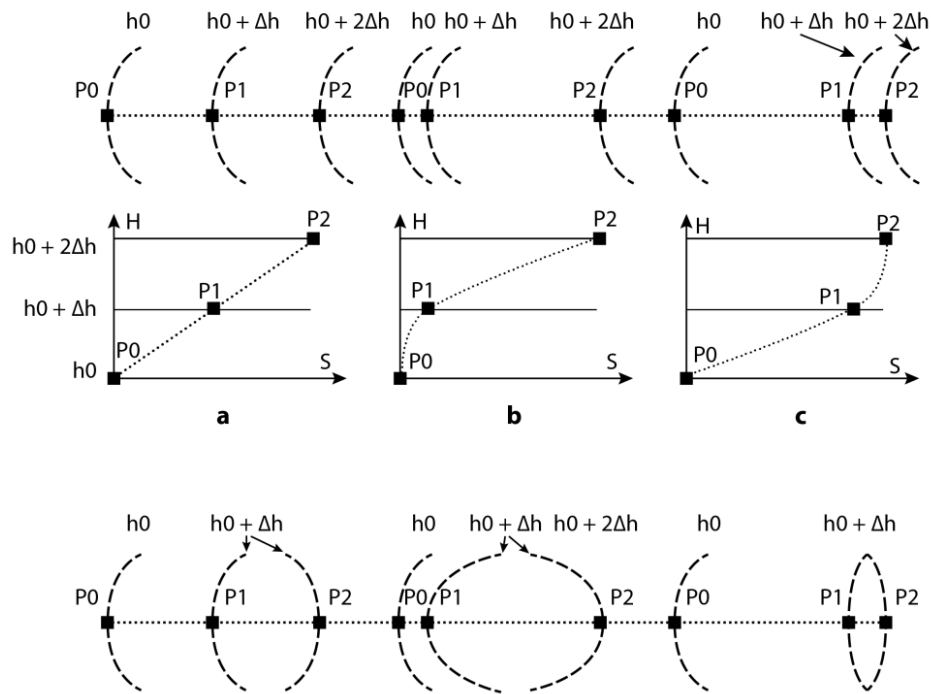 h0 h0 + Δh h0 + 2Δh h0 h0 + Δh h0 + 2Δh h0 h0 + Δh h0 + 2Δh
P0 P1 P2 P0 P1 P2 P0 P1 P2
H P2 H P2 H P2
h0 + 2Δh
h0 + Δh P1 P1 P1
P0 P0 P0
h0 S S S
a b c
h0 h0 + Δh h0 h0 + Δh h0 + 2Δh h0 h0 + Δh
P0 P1 P2 P0 P1 P2 P0 P1 P2